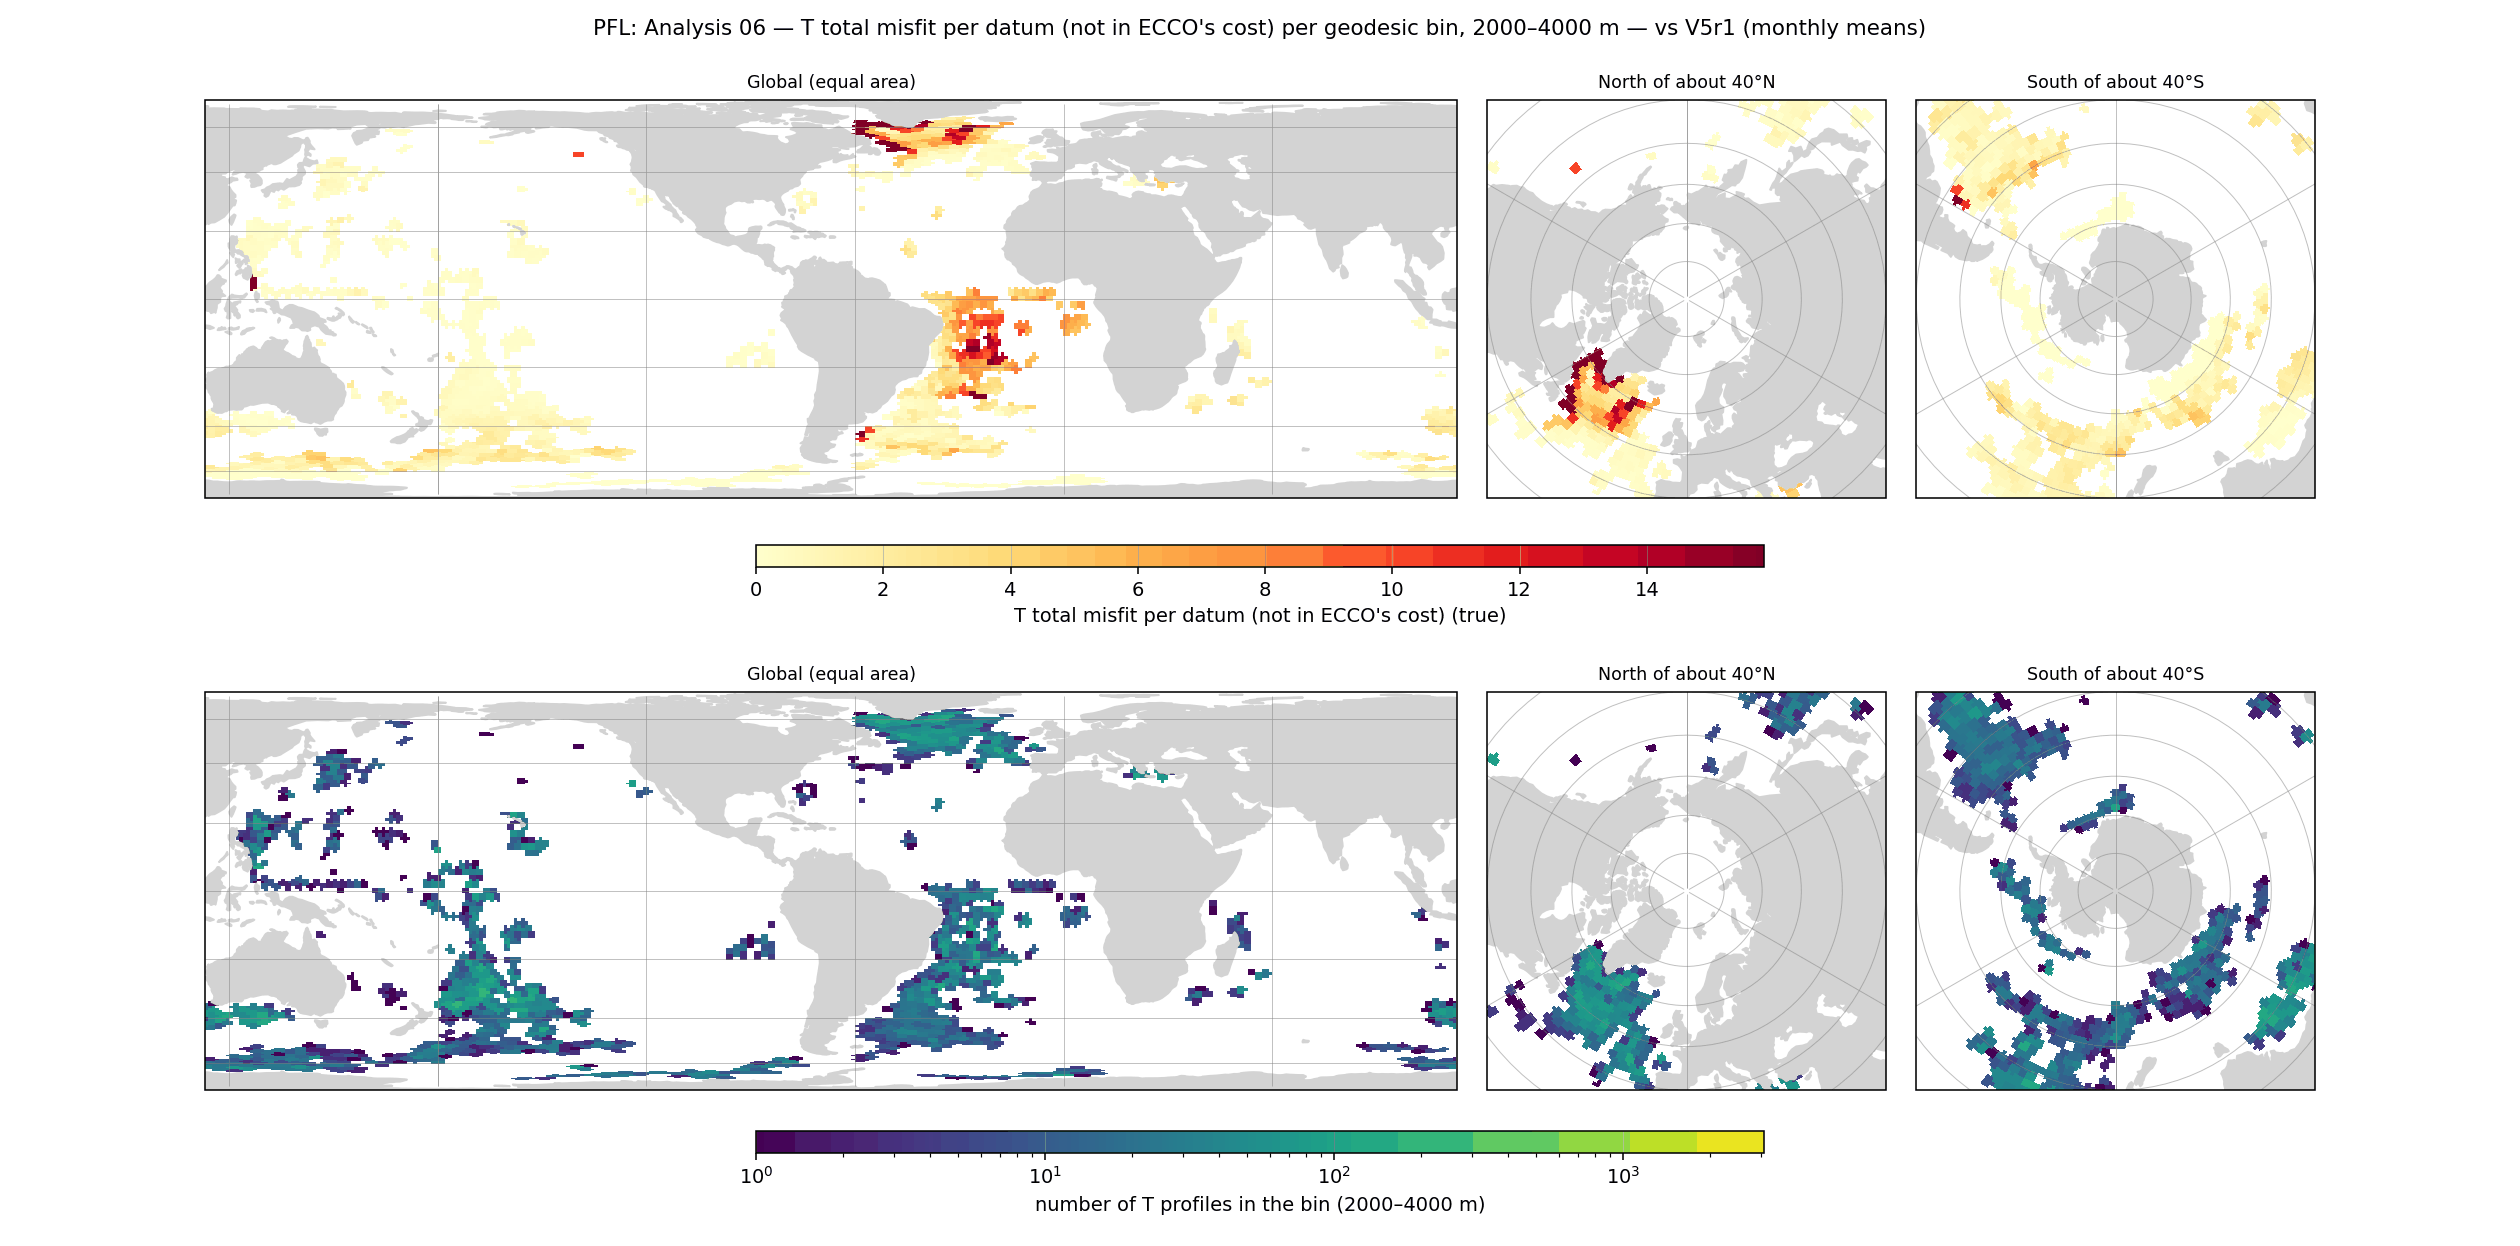 PFL: Analysis 06 — T total misfit per datum (not in ECCO's cost) per geodesic bin, 2000–4000 m — vs V5r1 (monthly means)
Global (equal area)
North of about 40°N
South of about 40°S
0 2 4 6 8 10 12 14
T total misfit per datum (not in ECCO's cost) (true)
Global (equal area)
North of about 40°N
South of about 40°S
10⁰ 10¹ 10² 10³
number of T profiles in the bin (2000–4000 m)